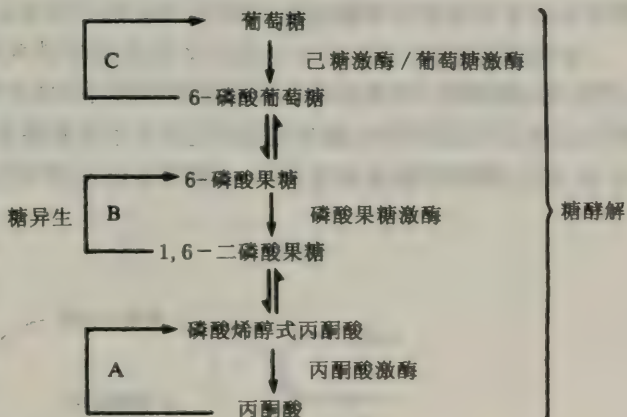 葡萄糖
C 己糖激酶/葡萄糖激酶
6-磷酸葡萄糖
6-磷酸果糖
糖异生 B 磷酸果糖激酶 糖酵解
1,6-二磷酸果糖
磷酸烯醇式丙酮酸
A 丙酮酸激酶
丙酮酸